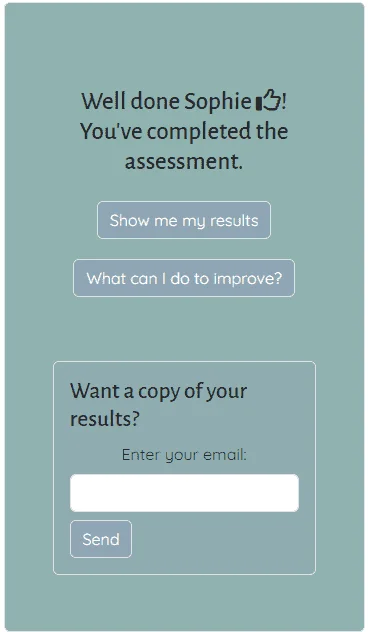 Well done Sophie !
You've completed the
assessment.
Show me my results
What can I do to improve?
Want a copy of your
results?
Enter your email:
Send